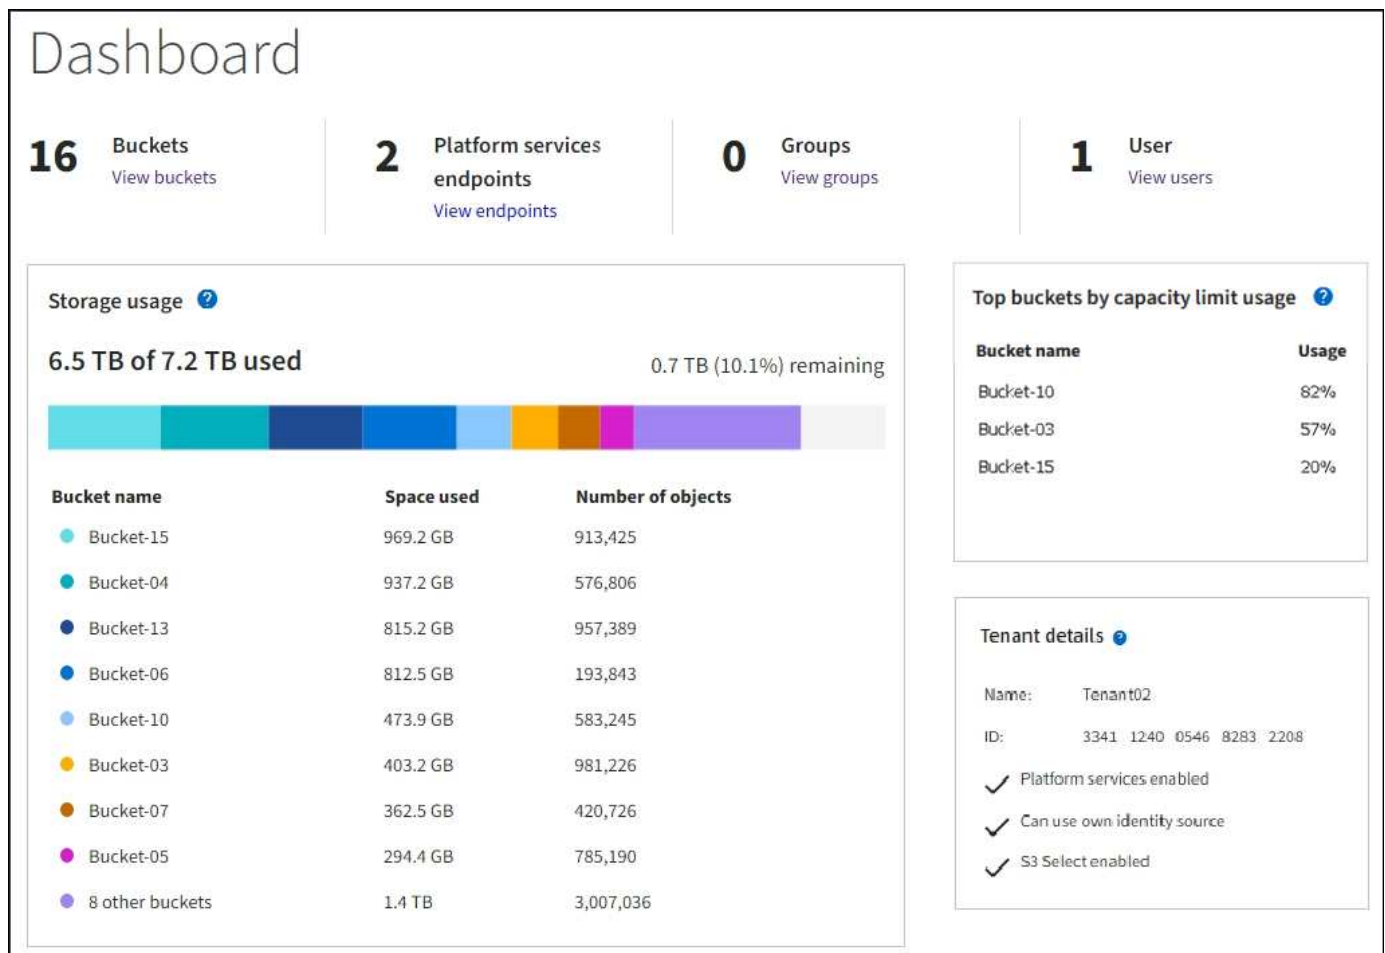 Dashboard
16 Buckets
View buckets
2 Platform services
endpoints
View endpoints
0 Groups
View groups
1 User
View users
Storage usage ?
6.5 TB of 7.2 TB used
0.7 TB (10.1%) remaining
Bucket name Space used Number of objects
Bucket-15 969.2 GB 913,425
Bucket-04 937.2 GB 576,806
Bucket-13 815.2 GB 957,389
Bucket-06 812.5 GB 193,843
Bucket-10 473.9 GB 583,245
Bucket-03 403.2 GB 981,226
Bucket-07 362.5 GB 420,726
Bucket-05 294.4 GB 785,190
8 other buckets 1.4 TB 3,007,036
Top buckets by capacity limit usage ?
Bucket name Usage
Bucket-10 82%
Bucket-03 57%
Bucket-15 20%
Tenant details ?
Name: Tenant02
ID: 3341 1240 0546 8283 2208
Platform services enabled
Can use own identity source
S3 Select enabled